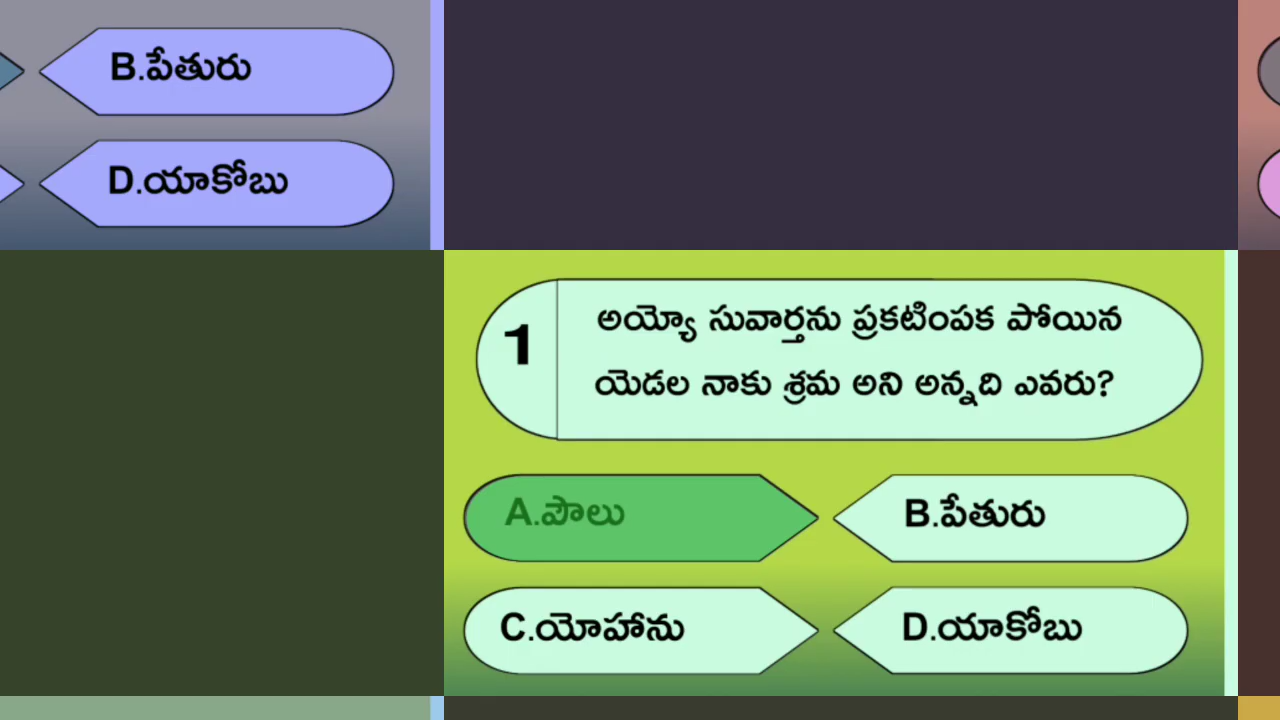 B.పేతురు
D.యాకోబు
1
అయ్యో సువార్తను ప్రకటింపక పోయిన
యెడల నాకు శ్రమ అని అన్నది ఎవరు?
A.పౌలు
B.పేతురు
C.యోహాను
D.యాకోబు